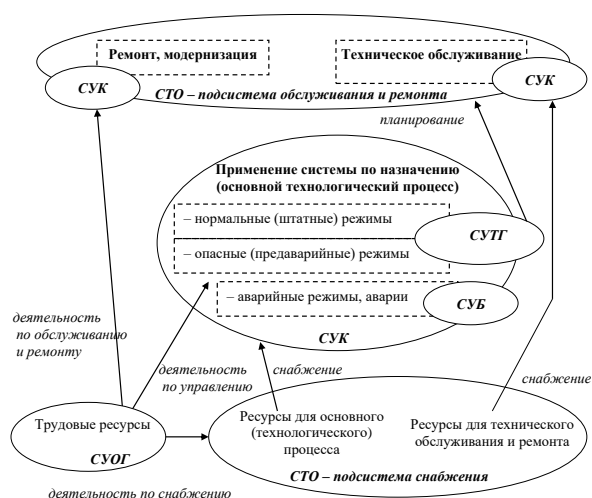 Ремонт, модернизация
Техническое обслуживание
СУК
СУК
СТО – подсистема обслуживания и ремонта
планирование
Применение системы по назначению
(основной технологический процесс)
– нормальные (штатные) режимы
– опасные (предаварийные) режимы
СУТГ
– аварийные режимы, аварии
СУБ
СУК
деятельность
по обслуживанию
и ремонту
деятельность
по управлению
снабжение
снабжение
Трудовые ресурсы
СУОГ
Ресурсы для основного
(технологического)
процесса
Ресурсы для технического
обслуживания и ремонта
СТО – подсистема снабжения
деятельность по снабжению